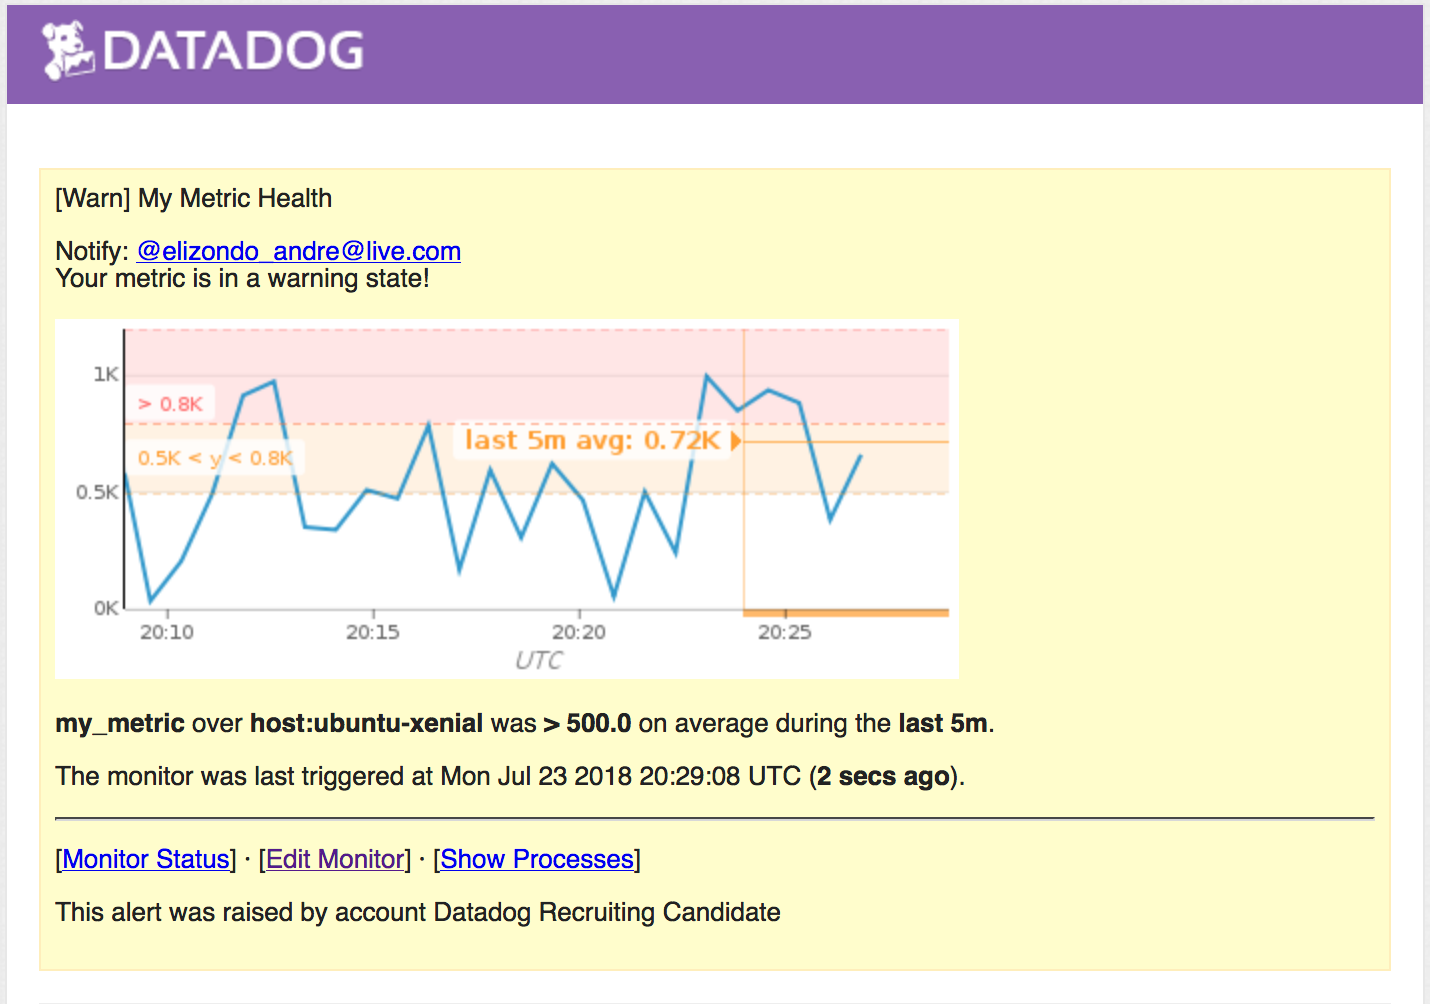 DATADOG
[Warn] My Metric Health
Notify: @elizondo_andre@live.com
Your metric is in a warning state!
1K
> 0.8K
last 5m avg: 0.72K
0.5K < y < 0.8K
0.5K
0K
20:10 20:15 20:20 20:25
UTC
my_metric over host:ubuntu-xenial was > 500.0 on average during the last 5m.
The monitor was last triggered at Mon Jul 23 2018 20:29:08 UTC (2 secs ago).
[Monitor Status] · [Edit Monitor] · [Show Processes]
This alert was raised by account Datadog Recruiting Candidate